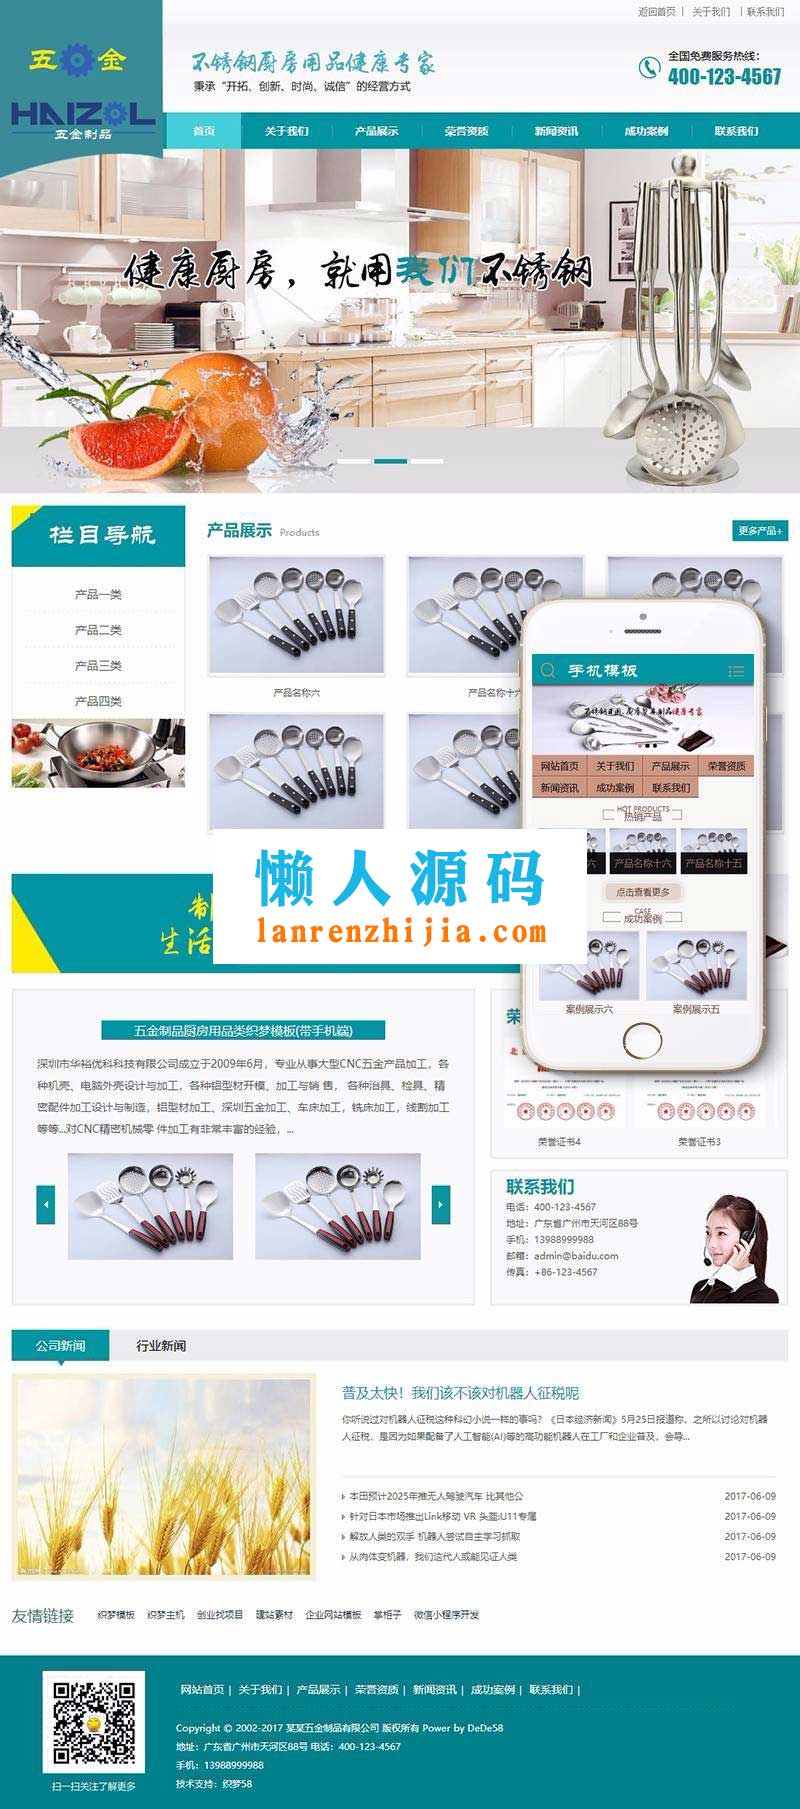 返回首页 | 关于我们 | 联系我们
五金
HAIZOL
五金制品
不锈钢厨房用品健康专家
秉承“开拓、创新、时尚、诚信”的经营方式
全国免费服务热线：
400-123-4567
首页 关于我们 产品展示 荣誉资质 新闻资讯 成功案例 联系我们
健康厨房，就用我们不锈钢
栏目导航
产品一类
产品二类
产品三类
产品四类
产品展示 Products
更多产品+
产品名称六
产品名称十六
手机模板
网站首页 关于我们 产品展示 荣誉资质
新闻资讯 成功案例 联系我们
HOT PRODUCTS
热销产品
六 产品名称十六 产品名称十五
点击查看更多
CASE
成功案例
案例展示六 案例展示五
懒人源码
lanrenzhijia.com
制
生活
五金制品厨房用品类织梦模板(带手机端)
深圳市华裕优科科技有限公司成立于2009年6月，专业从事大型CNC五金产品加工，各
种机壳、电脑外壳设计与加工，各种铝型材开模、加工与销 售， 各种治具、检具、精
密配件加工设计与制造，铝型材加工、深圳五金加工、车床加工，铣床加工，线割加工
等等...对CNC精密机械零 件加工有非常丰富的经验，...
荣
荣誉证书4
荣誉证书3
联系我们
电话：400-123-4567
地址：广东省广州市天河区88号
手机：13988999988
邮箱：admin@baidu.com
传真：+86-123-4567
公司新闻 行业新闻
普及太快！我们该不该对机器人征税呢
你听说过对机器人征税这种科幻小说一样的事吗？《日本经济新闻》5月25日报道称，之所以讨论对机器
人征税，是因为如果配备了人工智能(AI)等的高功能机器人在工厂和企业普及，会导...
本田预计2025年推无人驾驶汽车 比其他公 2017-06-09
针对日本市场推出Link移动 VR 头盔:U11专属 2017-06-09
解放人类的双手 机器人尝试自主学习抓取 2017-06-09
从肉体变机器，我们这代人或能见证人类 2017-06-09
友情链接 织梦模板 织梦主机 创业找项目 建站素材 企业网站模板 掌柜子 微信小程序开发
网站首页 | 关于我们 | 产品展示 | 荣誉资质 | 新闻资讯 | 成功案例 | 联系我们 |
Copyright © 2002-2017 某某五金制品有限公司 版权所有 Power by DeDe58
地址：广东省广州市天河区88号 电话：400-123-4567
手机：13988999988
技术支持：织梦58
扫一扫关注了解更多